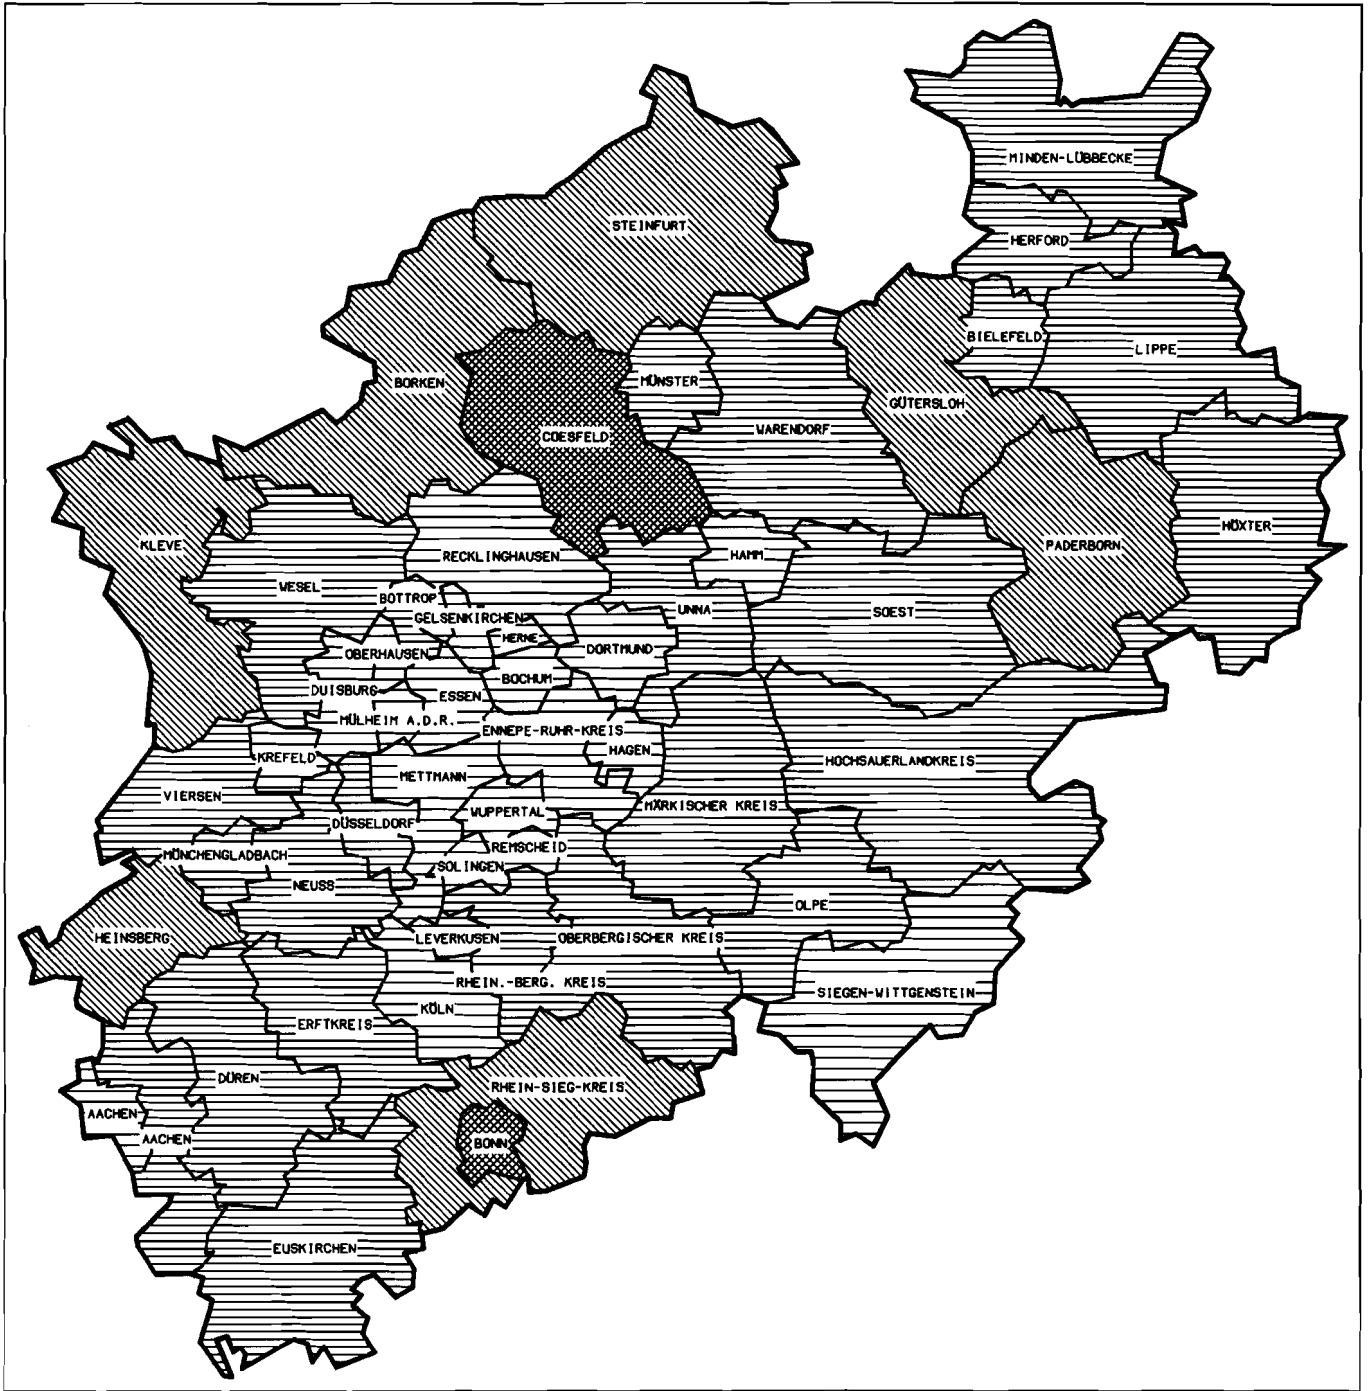 MINDEN-LÜBBECKE
STEINFURT
HERFORD
BIELEFELD
LIPPE
BORKEN
MÜNSTER
GÜTERSLOH
COESFELD
WARENDORF
HÖXTER
KLEVE
RECKLINGHAUSEN
HAMM
PADERBORN
WESEL
BOTTROP
UNNA
SOEST
GELSENKIRCHEN
HERNE
OBERHAUSEN
DORTMUND
BOCHUM
DUISBURG
ESSEN
MÜLHEIM A.D.R.
ENNEPE-RUHR-KREIS
KREFELD
HAGEN
HOCHSAUERLANDKREIS
METTMANN
VIERSEN
MÄRKISCHER KREIS
WUPPERTAL
DÜSSELDORF
REMSCHEID
MÖNCHENGLADBACH
SOLINGEN
NEUSS
OLPE
HEINSBERG
LEVERKUSEN
OBERBERGISCHER KREIS
RHEIN.-BERG. KREIS
SIEGEN-WITTGENSTEIN
KÖLN
ERFTKREIS
DÜREN
RHEIN-SIEG-KREIS
AACHEN
AACHEN
BONN
EUSKIRCHEN